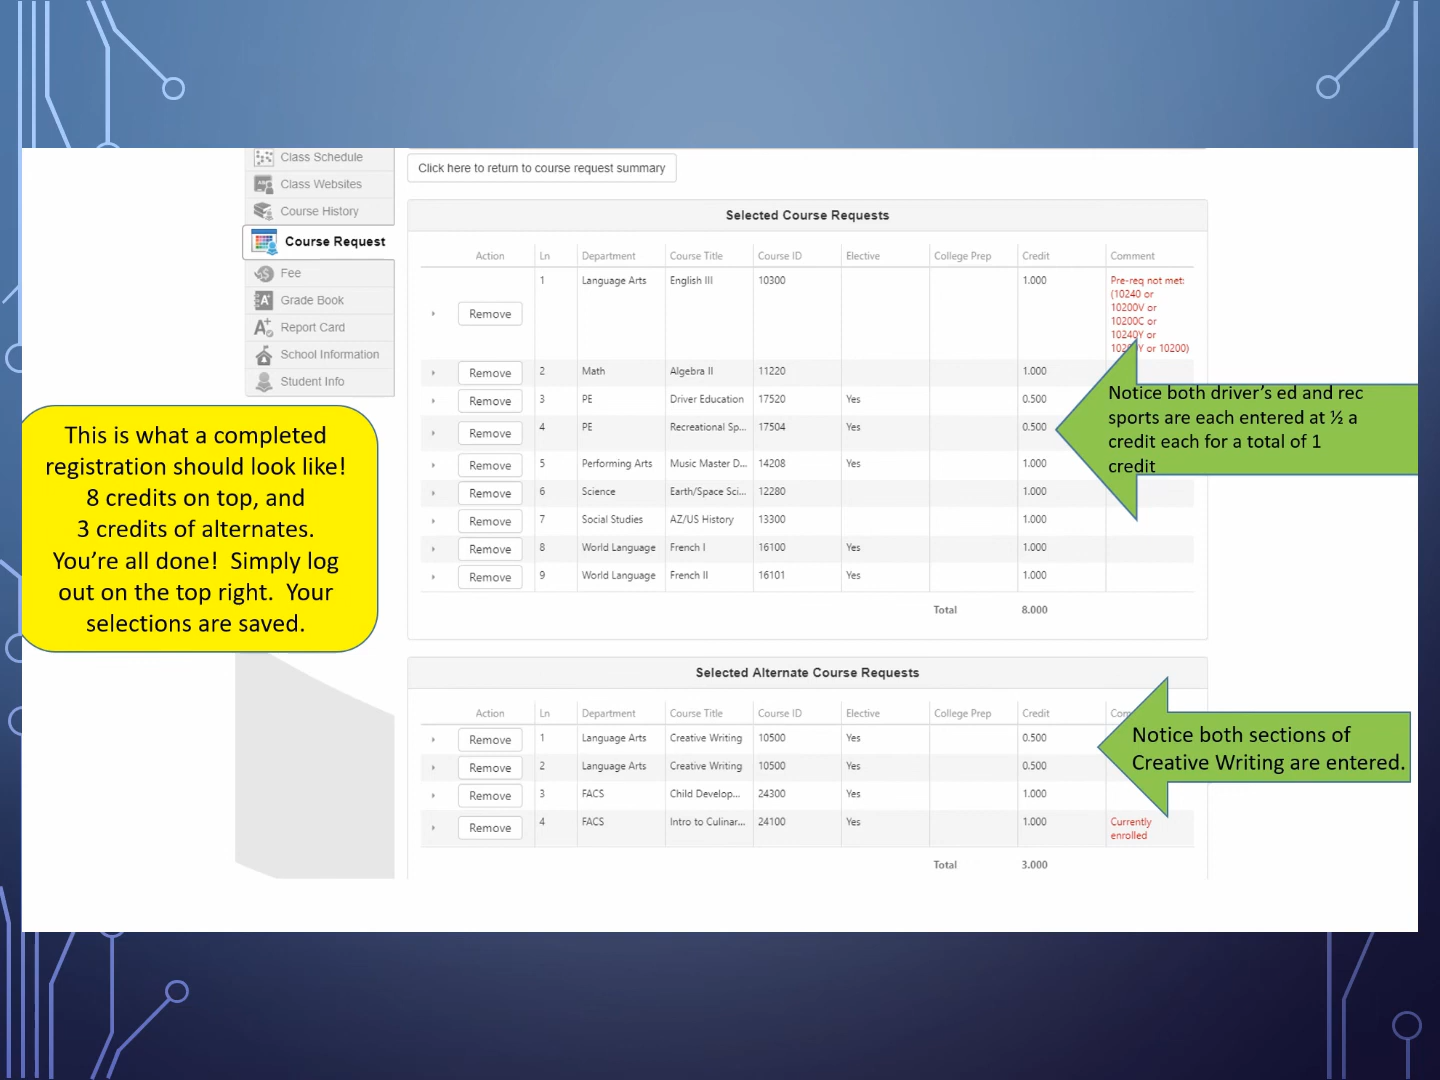 Class Schedule
Class Websites
Course History
Course Request
Fee
Grade Book
Report Card
School Information
Student Info
This is what a completed
registration should look like!
8 credits on top, and
3 credits of alternates.
You're all done!  Simply log
out on the top right.  Your
selections are saved.
Click here to return to course request summary
Selected Course Requests
Action Ln Department Course Title Course ID Elective College Prep Credit Comment
Remove 1 Language Arts English III 10300 1.000 Pre-req not met:
(10240 or
10200V or
10200C or
10240Y or
Y or 10200)
Remove 2 Math Algebra II 11220 1.000
Remove 3 PE Driver Education 17520 Yes 0.500
Remove 4 PE Recreational Sp... 17504 Yes 0.500
Remove 5 Performing Arts Music Master D... 14208 Yes 1.000
Remove 6 Science Earth/Space Sci... 12280 1.000
Remove 7 Social Studies AZ/US History 13300 1.000
Remove 8 World Language French I 16100 Yes 1.000
Remove 9 World Language French II 16101 Yes 1.000
Total 8.000
Notice both driver's ed and rec
sports are each entered at ½ a
credit each for a total of 1
credit
Selected Alternate Course Requests
Action Ln Department Course Title Course ID Elective College Prep Credit
Remove 1 Language Arts Creative Writing 10500 Yes 0.500
Remove 2 Language Arts Creative Writing 10500 Yes 0.500
Remove 3 FACS Child Develop... 24300 Yes 1.000
Remove 4 FACS Intro to Culinar... 24100 Yes 1.000 Currently
enrolled
Total 3.000
Notice both sections of
Creative Writing are entered.